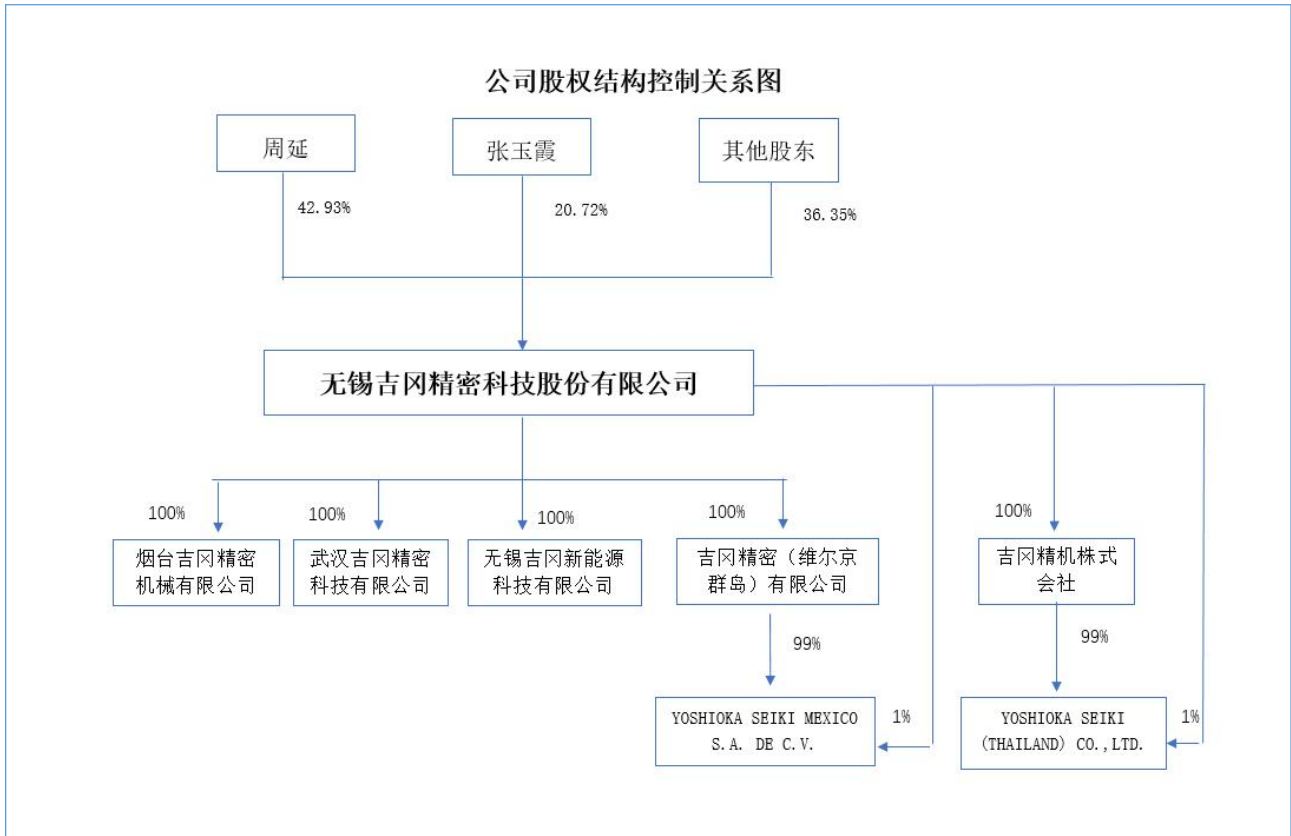 公司股权结构控制关系图
周延
张玉霞
其他股东
42.93%
20.72%
36.35%
无锡吉冈精密科技股份有限公司
100%
100%
100%
100%
100%
烟台吉冈精密
机械有限公司
武汉吉冈精密
科技有限公司
无锡吉冈新能源
科技有限公司
吉冈精密（维尔京
群岛）有限公司
吉冈精机株式
会社
99%
99%
YOSHIOKA SEIKI MEXICO
S.A. DE C.V.
1%
YOSHIOKA SEIKI
(THAILAND) CO.,LTD.
1%